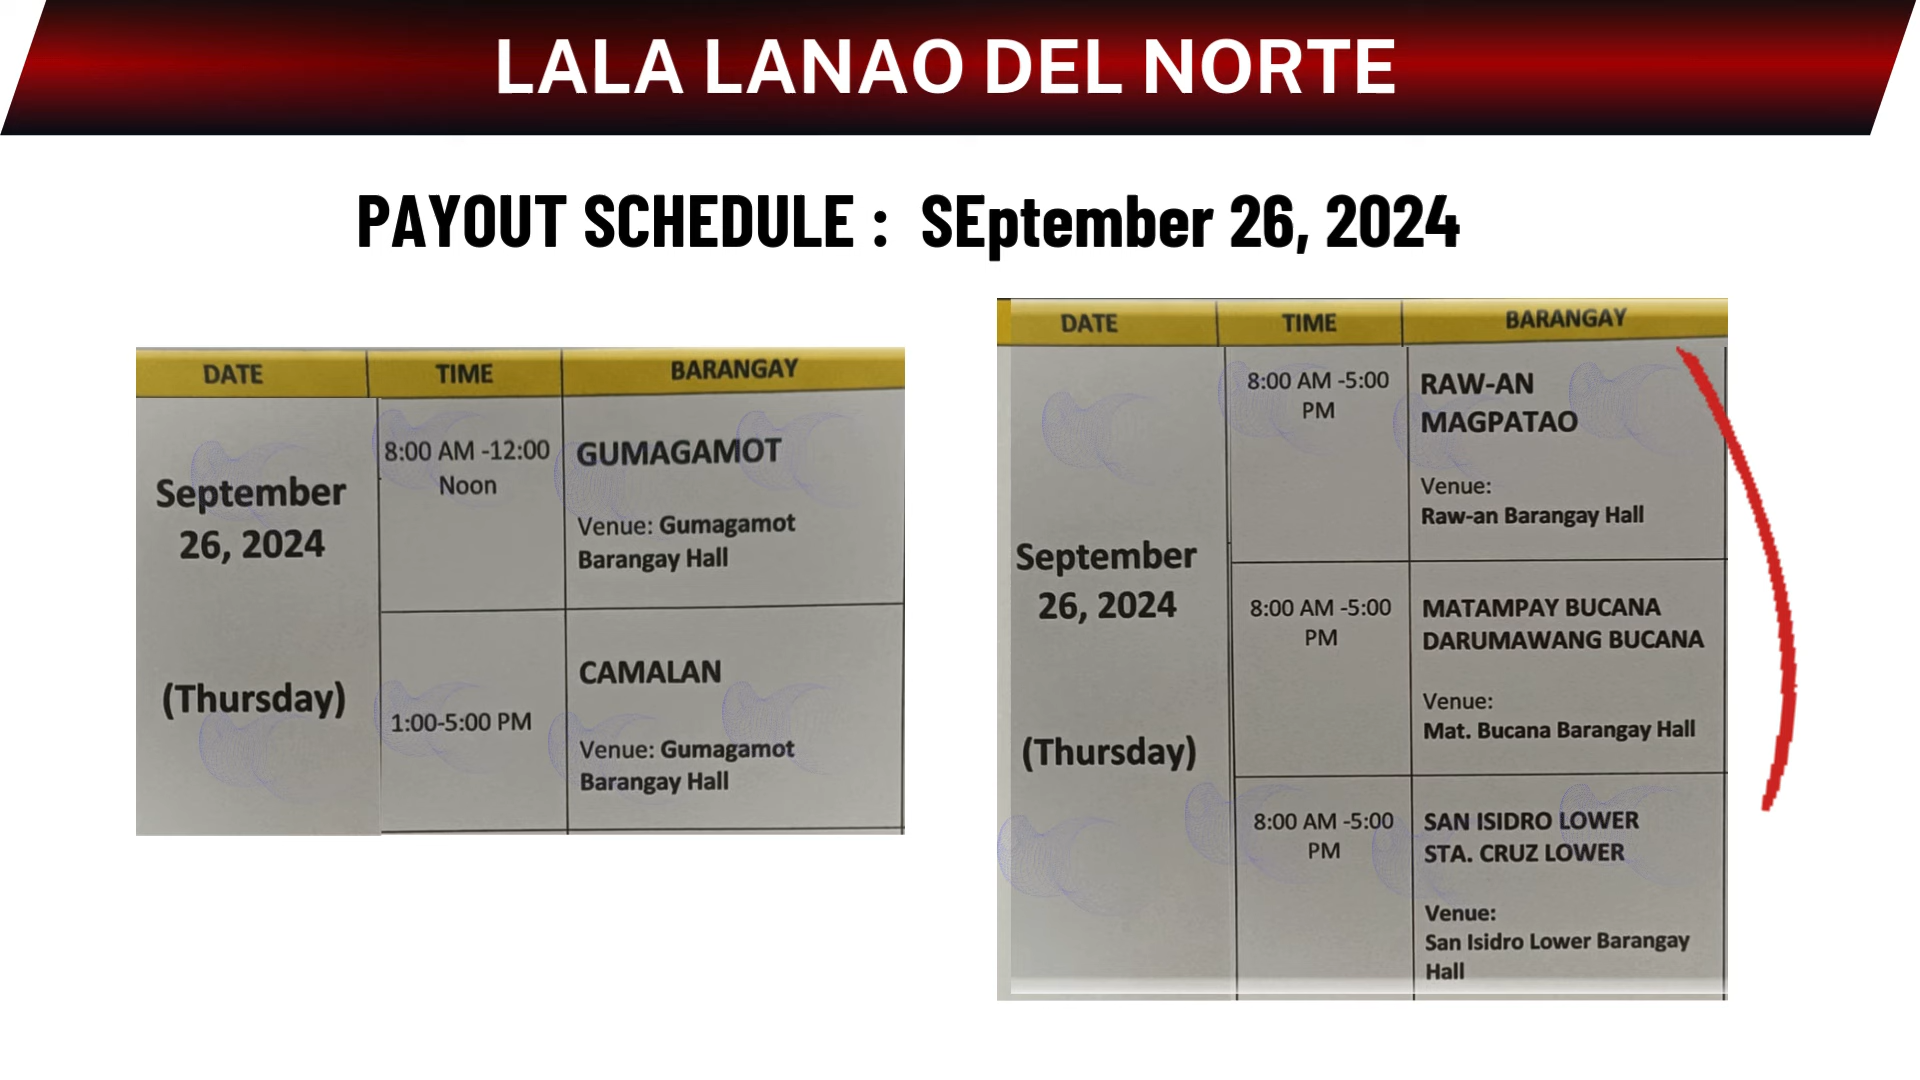 LALA LANAO DEL NORTE
PAYOUT SCHEDULE : SEptember 26, 2024
DATE TIME BARANGAY
September
26, 2024
(Thursday)
8:00 AM -12:00
Noon
GUMAGAMOT
Venue: Gumagamot
Barangay Hall
1:00-5:00 PM
CAMALAN
Venue: Gumagamot
Barangay Hall
DATE TIME BARANGAY
September
26, 2024
(Thursday)
8:00 AM -5:00
PM
RAW-AN
MAGPATAO
Venue:
Raw-an Barangay Hall
8:00 AM -5:00
PM
MATAMPAY BUCANA
DARUMAWANG BUCANA
Venue:
Mat. Bucana Barangay Hall
8:00 AM -5:00
PM
SAN ISIDRO LOWER
STA. CRUZ LOWER
Venue:
San Isidro Lower Barangay
Hall